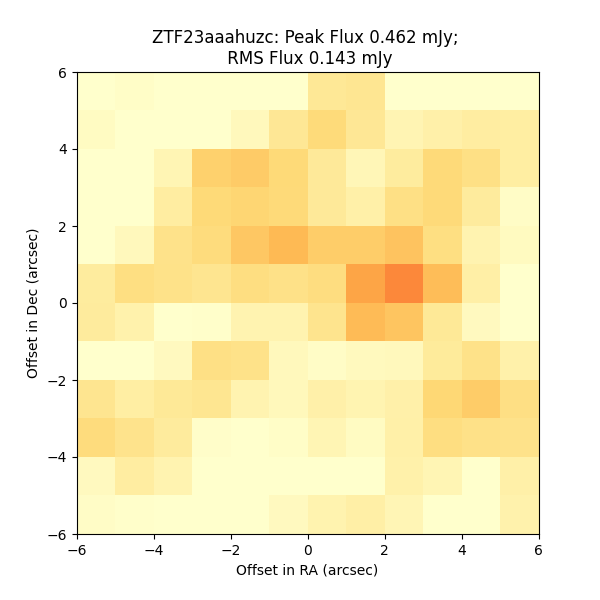 ZTF23aaahuzc: Peak Flux 0.462 mJy;
RMS Flux 0.143 mJy
6
4
2
0
−2
−4
−6
Offset in Dec (arcsec)
−6 −4 −2 0 2 4 6
Offset in RA (arcsec)